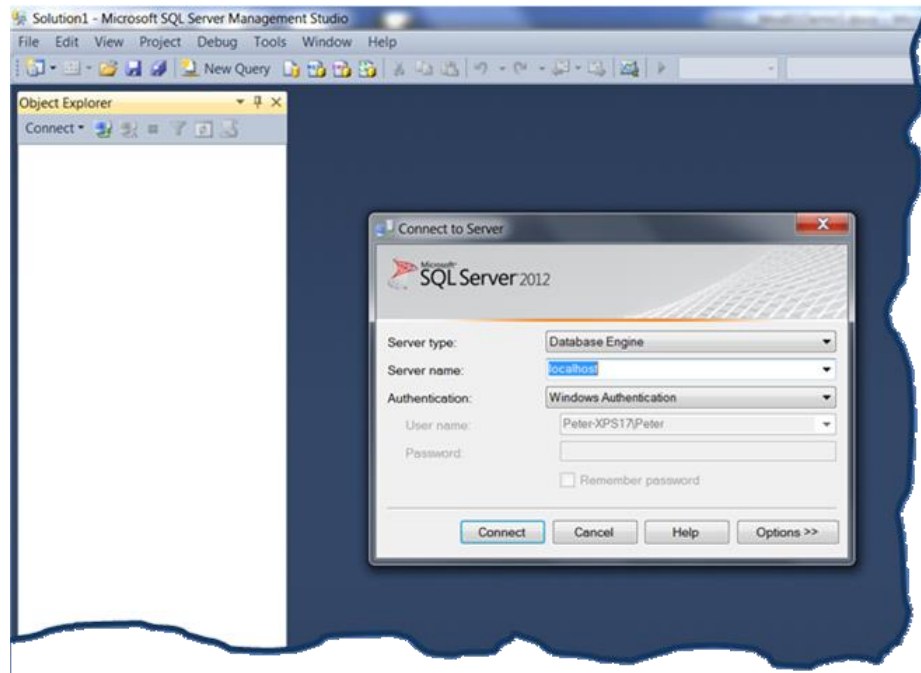 Solution1 - Microsoft SQL Server Management Studio
File Edit View Project Debug Tools Window Help
New Query
Object Explorer
Connect
Connect to Server
Microsoft
SQL Server 2012
Server type: Database Engine
Server name: localhost
Authentication: Windows Authentication
User name: Peter-XPS17\Peter
Password:
Remember password
Connect Cancel Help Options >>